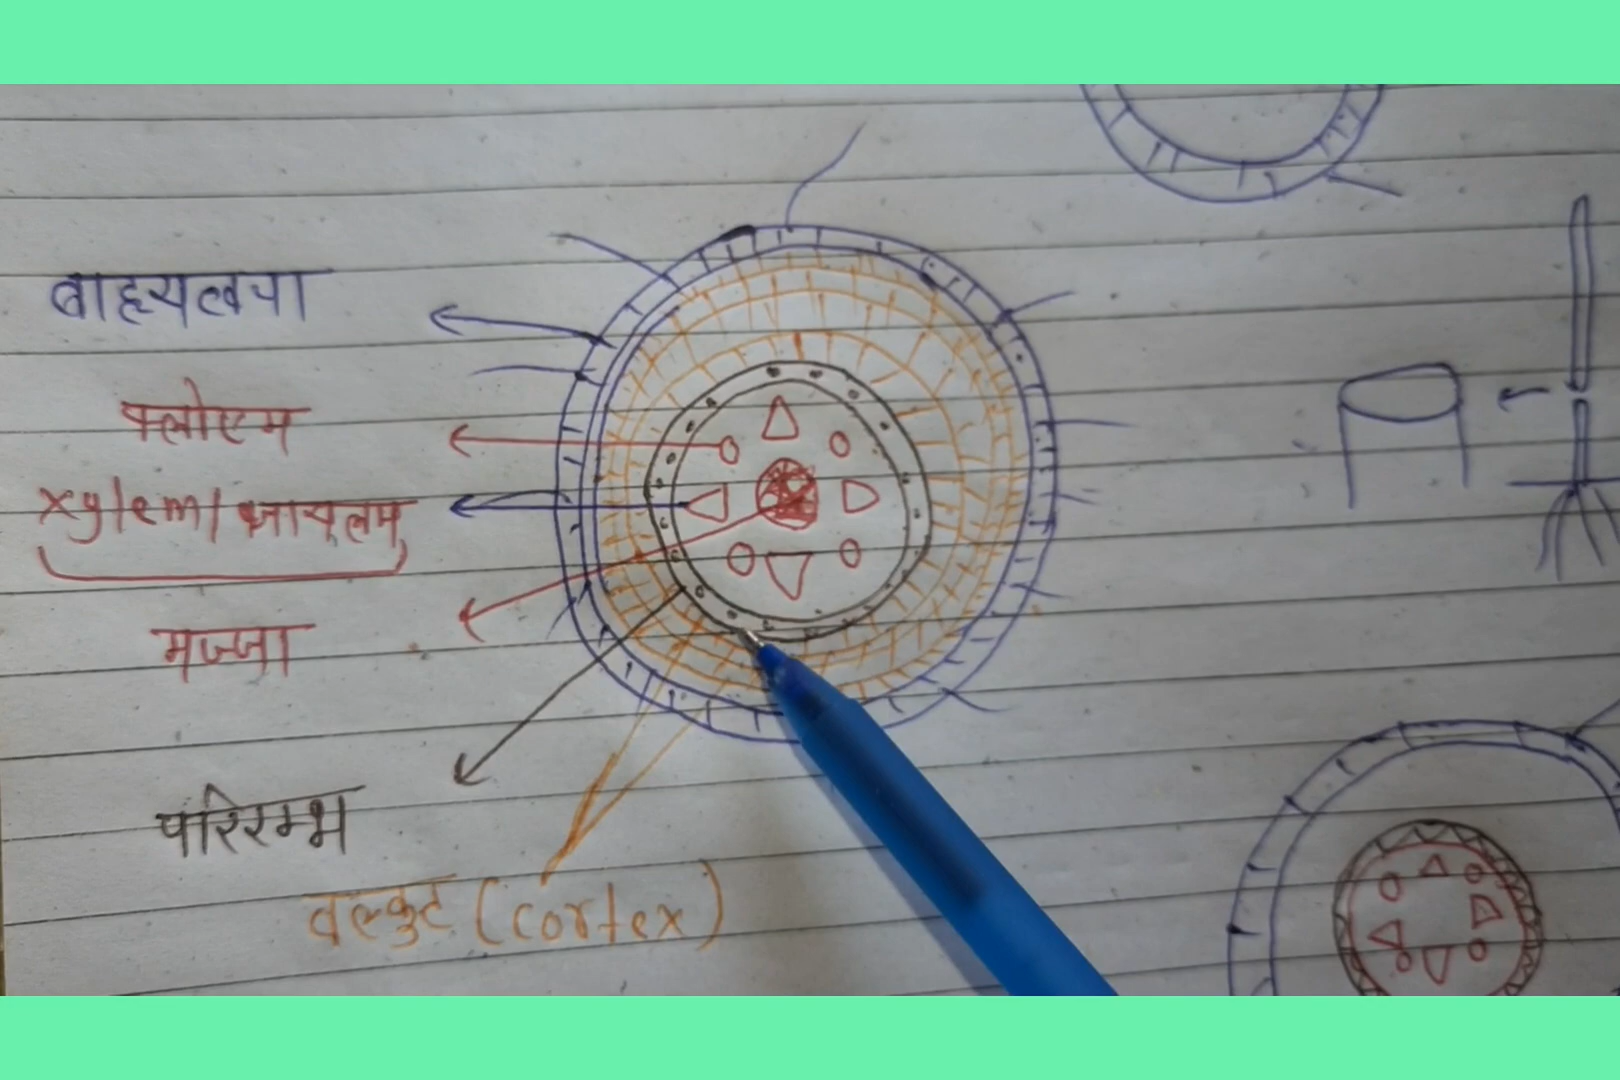 बाह्यत्वचा
फ्लोएम
xylem/जायलम
मज्जा
परिरम्भ
वल्कुट (cortex)